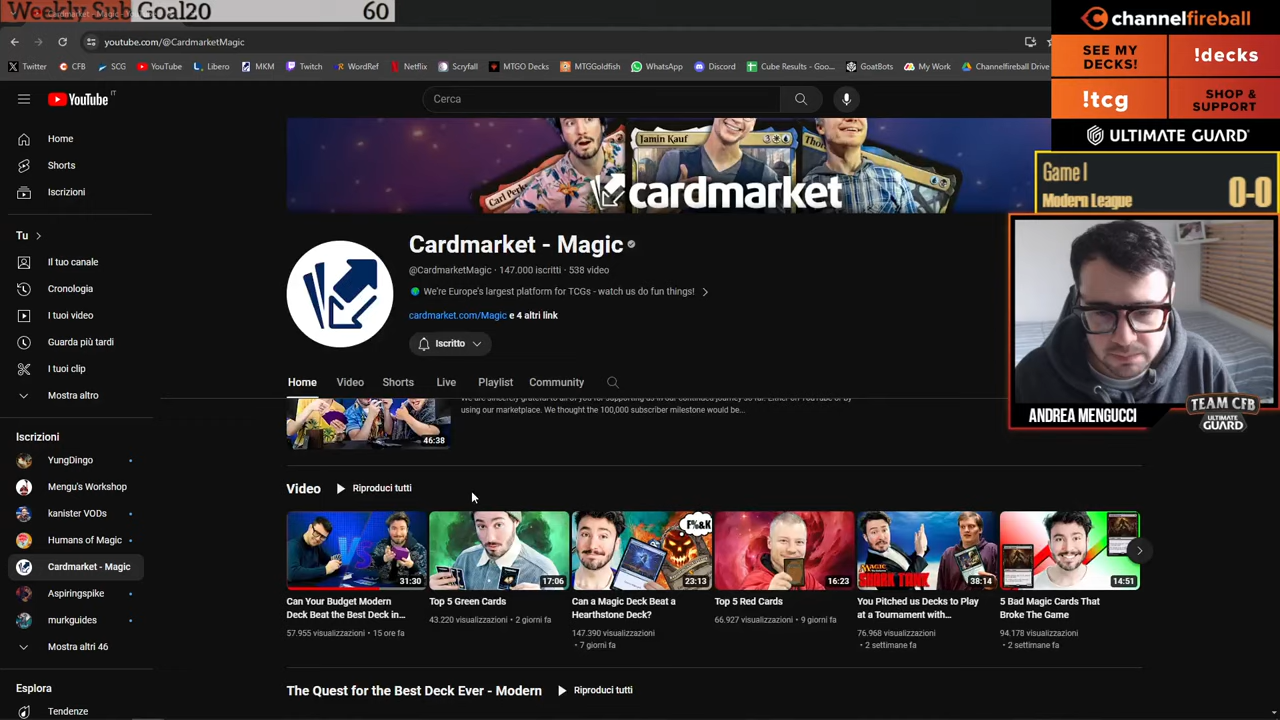 Weekly Sub Goal20 60
youtube.com/@CardmarketMagic
Twitter CFB SCG YouTube Libero MKM Twitch WordRef Netflix Scryfall MTGO Decks MTGGoldfish WhatsApp Discord Cube Results - Goo... GoatBots My Work Channelfireball Drive
channelfireball
SEE MY DECKS!
!decks
!tcg
SHOP & SUPPORT
ULTIMATE GUARD
Game 1
Modern League
0-0
ANDREA MENGUCCI
TEAM CFB
ULTIMATE GUARD
YouTube IT
Cerca
Home
Shorts
Iscrizioni
Tu
Il tuo canale
Cronologia
I tuoi video
Guarda più tardi
I tuoi clip
Mostra altro
Iscrizioni
YungDingo
Mengu's Workshop
kanister VODs
Humans of Magic
Cardmarket - Magic
Aspiringspike
murkguides
Mostra altri 46
Esplora
Tendenze
Jamin Kauf
cardmarket
Cardmarket - Magic
@CardmarketMagic · 147.000 iscritti · 538 video
We're Europe's largest platform for TCGs - watch us do fun things!
cardmarket.com/Magic e 4 altri link
Iscritto
Home Video Shorts Live Playlist Community
using our marketplace. We thought the 100,000 subscriber milestone would be...
46:38
Video Riproduci tutti
31:30
Can Your Budget Modern
Deck Beat the Best Deck in...
57.955 visualizzazioni · 15 ore fa
17:06
Top 5 Green Cards
43.220 visualizzazioni · 2 giorni fa
F%&K
23:13
Can a Magic Deck Beat a
Hearthstone Deck?
147.390 visualizzazioni
· 7 giorni fa
16:23
Top 5 Red Cards
66.927 visualizzazioni · 9 giorni fa
SHARK TANK
38:14
You Pitched us Decks to Play
at a Tournament with...
76.968 visualizzazioni
· 2 settimane fa
14:51
5 Bad Magic Cards That
Broke The Game
94.178 visualizzazioni
· 2 settimane fa
The Quest for the Best Deck Ever - Modern Riproduci tutti